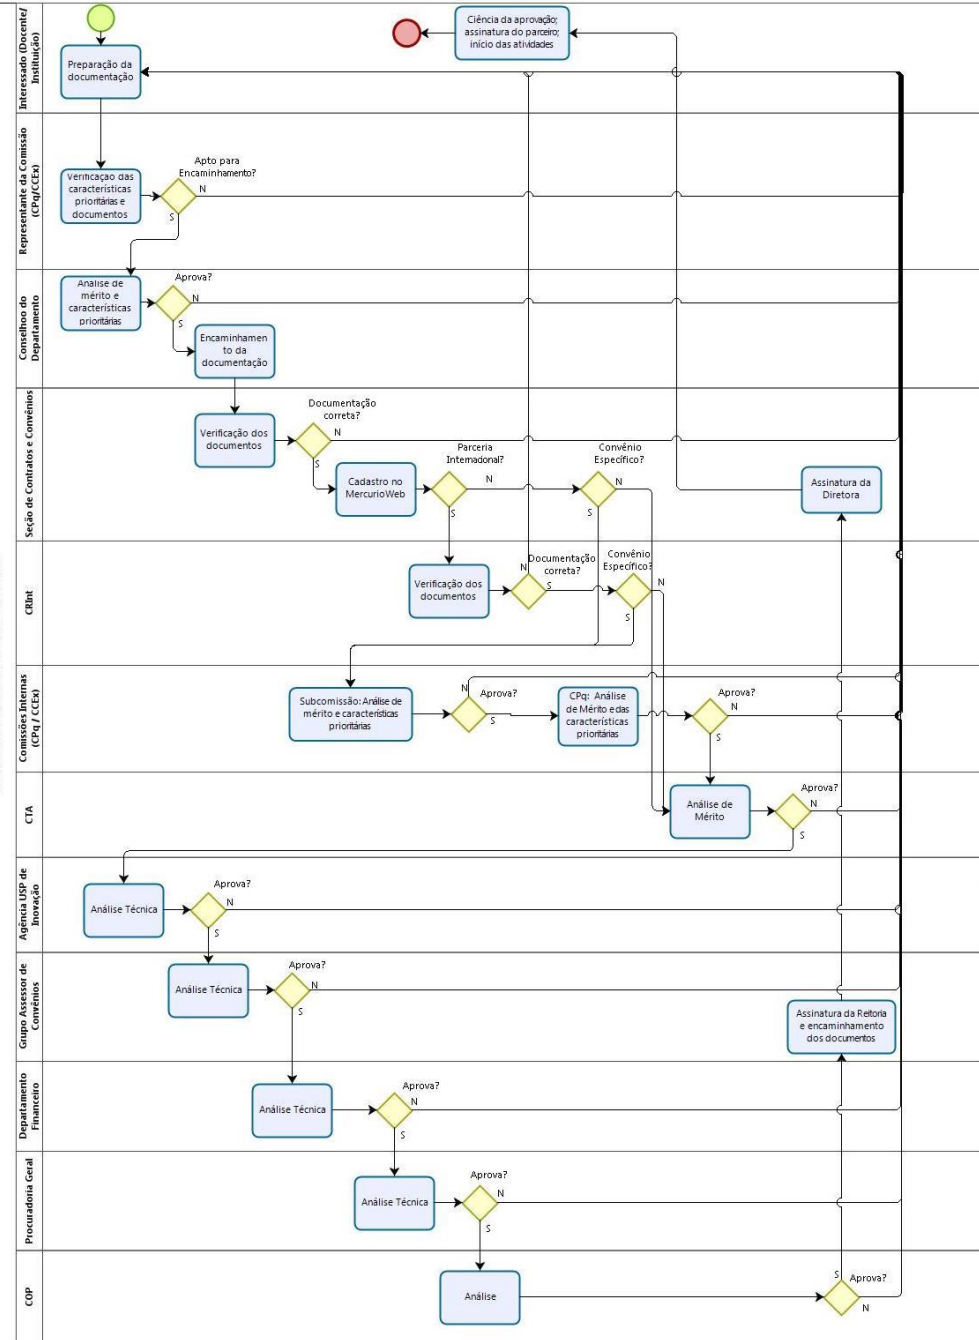 Interessado (Docente/
Instituição)
Ciência da aprovação;
assinatura do parceiro;
início das atividades
Preparação da
documentação
Representante da Comissão
(CPq/CCEx)
Apto para
Encaminhamento?
Verificação das
características
prioritárias e
documentos
N
S
Conselhoo do
Departamento
Aprova?
Análise de
mérito e
características
prioritárias
N
S
Encaminhamen
to da
documentação
Seção de Contratos e Convênios
Documentação
correta?
Verificação dos
documentos
N
S
Parceria
Internacional?
Convênio
Específico?
Cadastro no
MercurioWeb
N
N
S
S
Assinatura da
Diretora
CRInt
Documentação
correta?
Convênio
Específico?
Verificação dos
documentos
N
S
N
S
Comissões Internas
(CPq / CCEx)
Subcomissão: Análise de
mérito e características
prioritárias
N
Aprova?
S
CPq: Análise
de Mérito e das
características
prioritárias
Aprova?
N
S
CTA
Análise de
Mérito
Aprova?
N
S
Agência USP de
Inovação
Análise Técnica
Aprova?
N
S
Grupo Assessor de
Convênios
Análise Técnica
Aprova?
N
S
Assinatura da Reitoria
e encaminhamento
dos documentos
Departamento
Financeiro
Análise Técnica
Aprova?
N
S
Procuradoria Geral
Análise Técnica
Aprova?
N
S
COP
Análise
S
Aprova?
N